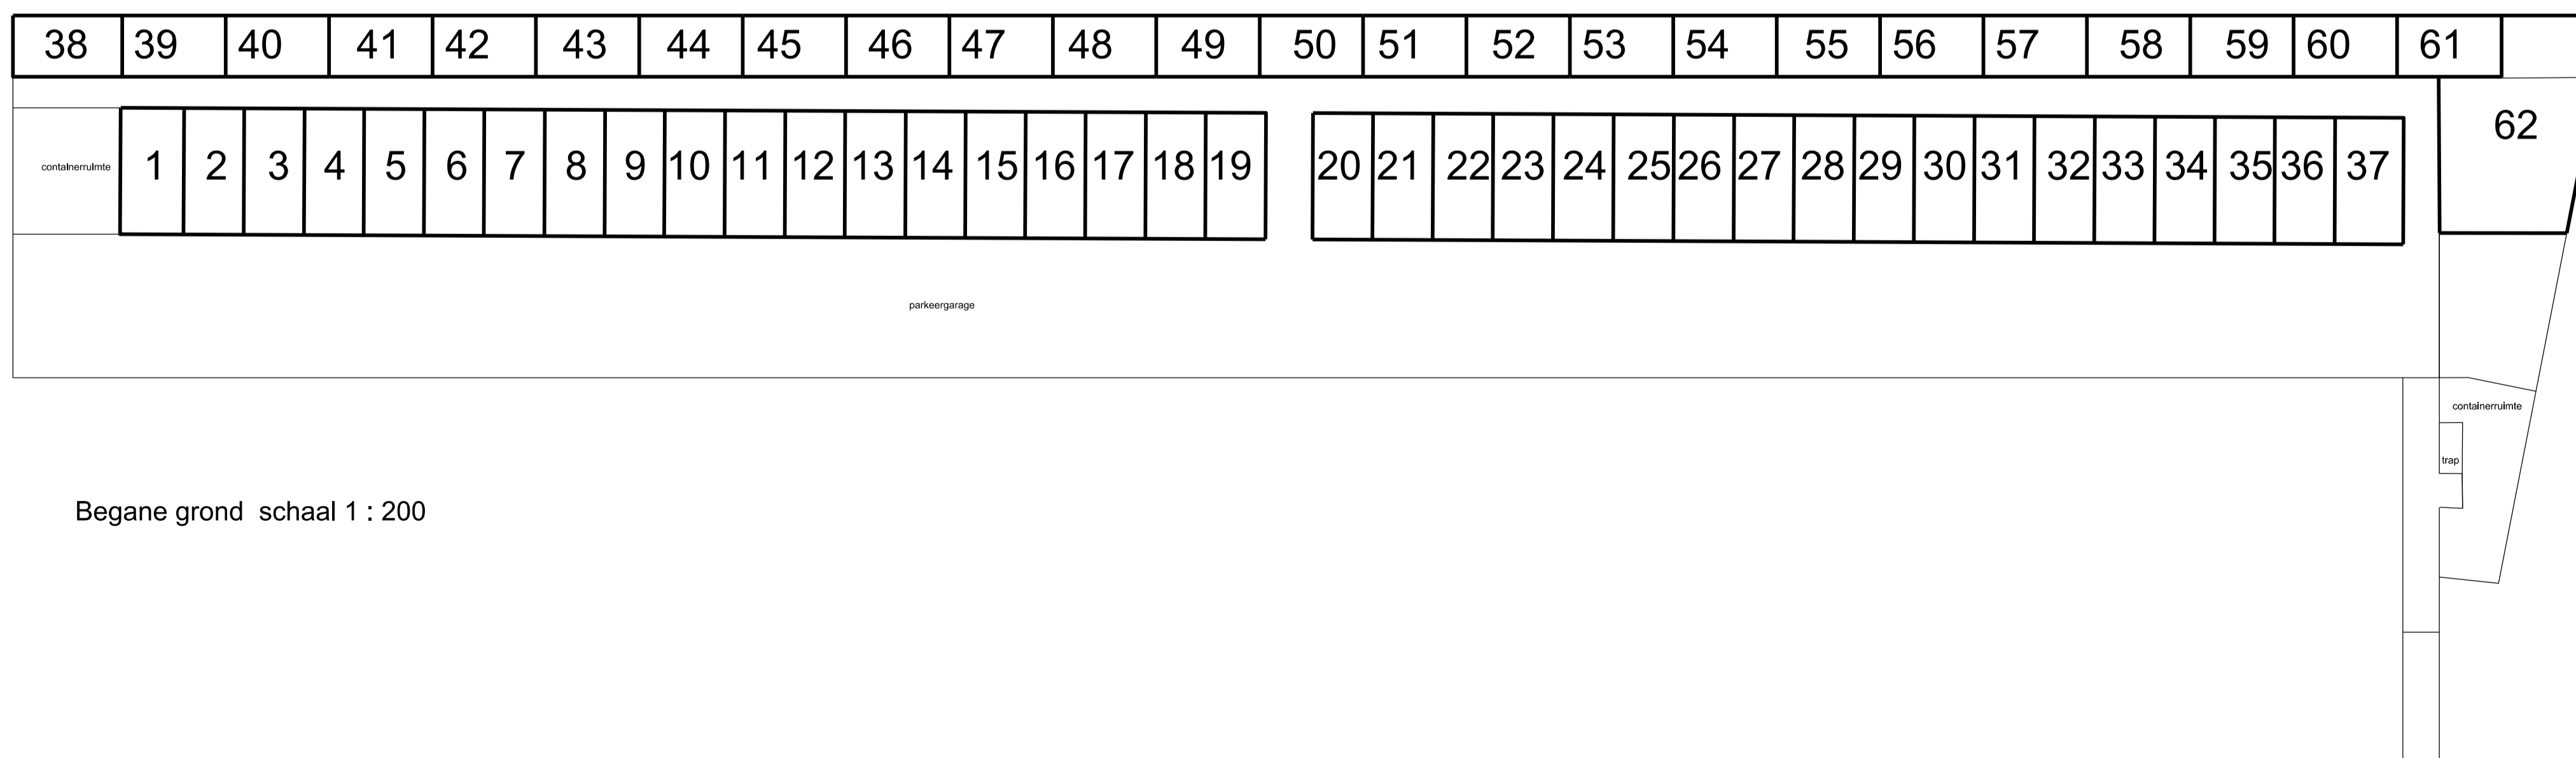 38 39 40 41 42 43 44 45 46 47 48 49 50 51 52 53 54 55 56 57 58 59 60 61
62
containerruimte 1 2 3 4 5 6 7 8 9 10 11 12 13 14 15 16 17 18 19 20 21 22 23 24 25 26 27 28 29 30 31 32 33 34 35 36 37
parkeergarage
containerruimte
trap
Begane grond schaal 1 : 200